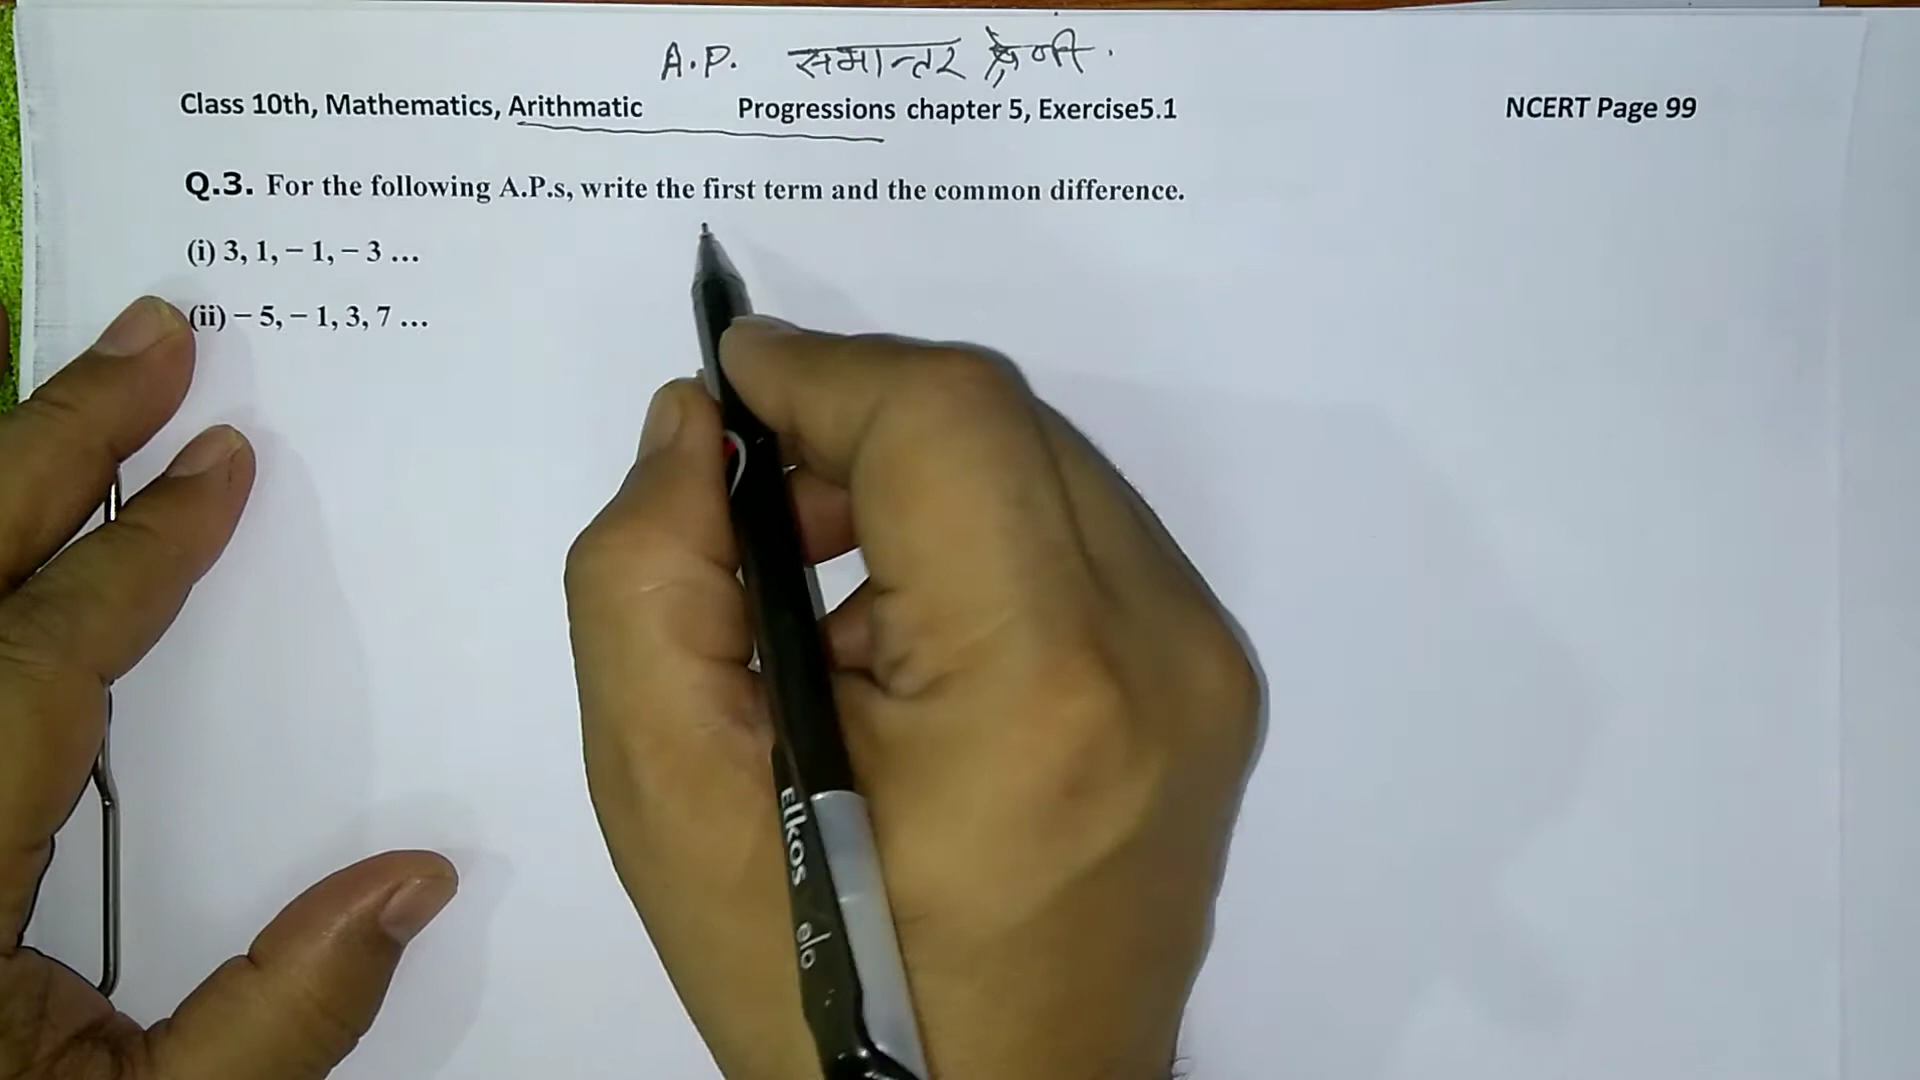 A.P. समान्तर श्रेणी.
Class 10th, Mathematics, Arithmatic Progressions chapter 5, Exercise5.1 NCERT Page 99
Q.3. For the following A.P.s, write the first term and the common difference.
(i) 3, 1, – 1, – 3 …
(ii) – 5, – 1, 3, 7 …
Elkos elo